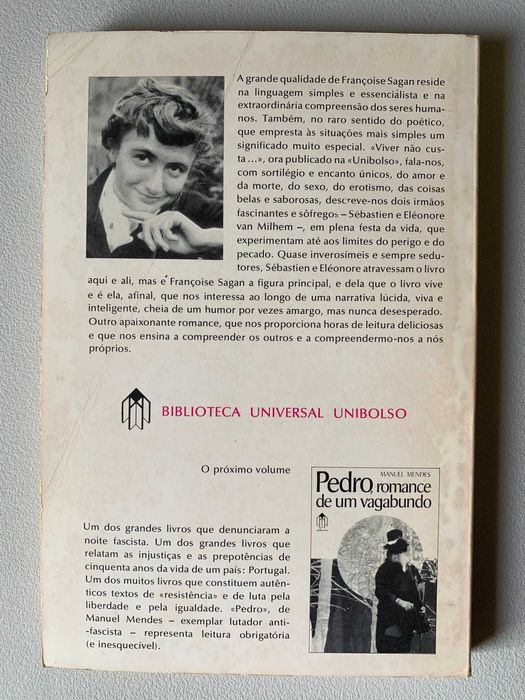 A grande qualidade de Françoise Sagan reside
na linguagem simples e essencialista e na
extraordinária compreensão dos seres huma-
nos. Também, no raro sentido do poético,
que empresta às situações mais simples um
significado muito especial. «Viver não cus-
ta...», ora publicado na «Unibolso», fala-nos,
com sortilégio e encanto únicos, do amor e
da morte, do sexo, do erotismo, das coisas
belas e saborosas, descreve-nos dois irmãos
fascinantes e sôfregos – Sébastien e Eléonore
van Milhem –, em plena festa da vida, que
experimentam até aos limites do perigo e do
pecado. Quase inverosímeis e sempre sedu-
tores, Sébastien e Eléonore atravessam o livro
aqui e ali, mas é Françoise Sagan a figura principal, e dela que o livro vive
e é ela, afinal, que nos interessa ao longo de uma narrativa lúcida, viva e
inteligente, cheia de um humor por vezes amargo, mas nunca desesperado.
Outro apaixonante romance, que nos proporciona horas de leitura deliciosas
e que nos ensina a compreender os outros e a compreendermo-nos a nós
próprios.
BIBLIOTECA UNIVERSAL UNIBOLSO
O próximo volume
MANUEL MENDES
Pedro, romance
de um vagabundo
Um dos grandes livros que denunciaram a
noite fascista. Um dos grandes livros que
relatam as injustiças e as prepotências de
cinquenta anos da vida de um país: Portugal.
Um dos muitos livros que constituem autên-
ticos textos de «resistência» e de luta pela
liberdade e pela igualdade. «Pedro», de
Manuel Mendes – exemplar lutador anti-
-fascista – representa leitura obrigatória
(e inesquecível).